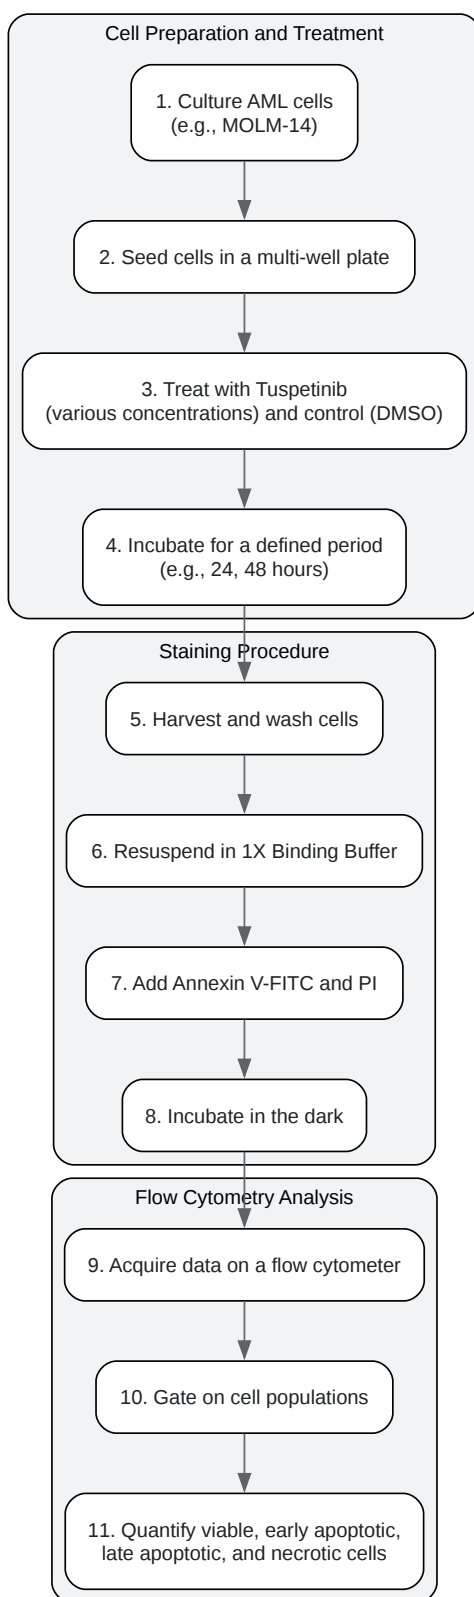 Cell Preparation and Treatment
1. Culture AML cells
(e.g., MOLM-14)
2. Seed cells in a multi-well plate
3. Treat with Tuspetinib
(various concentrations) and control (DMSO)
4. Incubate for a defined period
(e.g., 24, 48 hours)
Staining Procedure
5. Harvest and wash cells
6. Resuspend in 1X Binding Buffer
7. Add Annexin V-FITC and PI
8. Incubate in the dark
Flow Cytometry Analysis
9. Acquire data on a flow cytometer
10. Gate on cell populations
11. Quantify viable, early apoptotic,
late apoptotic, and necrotic cells